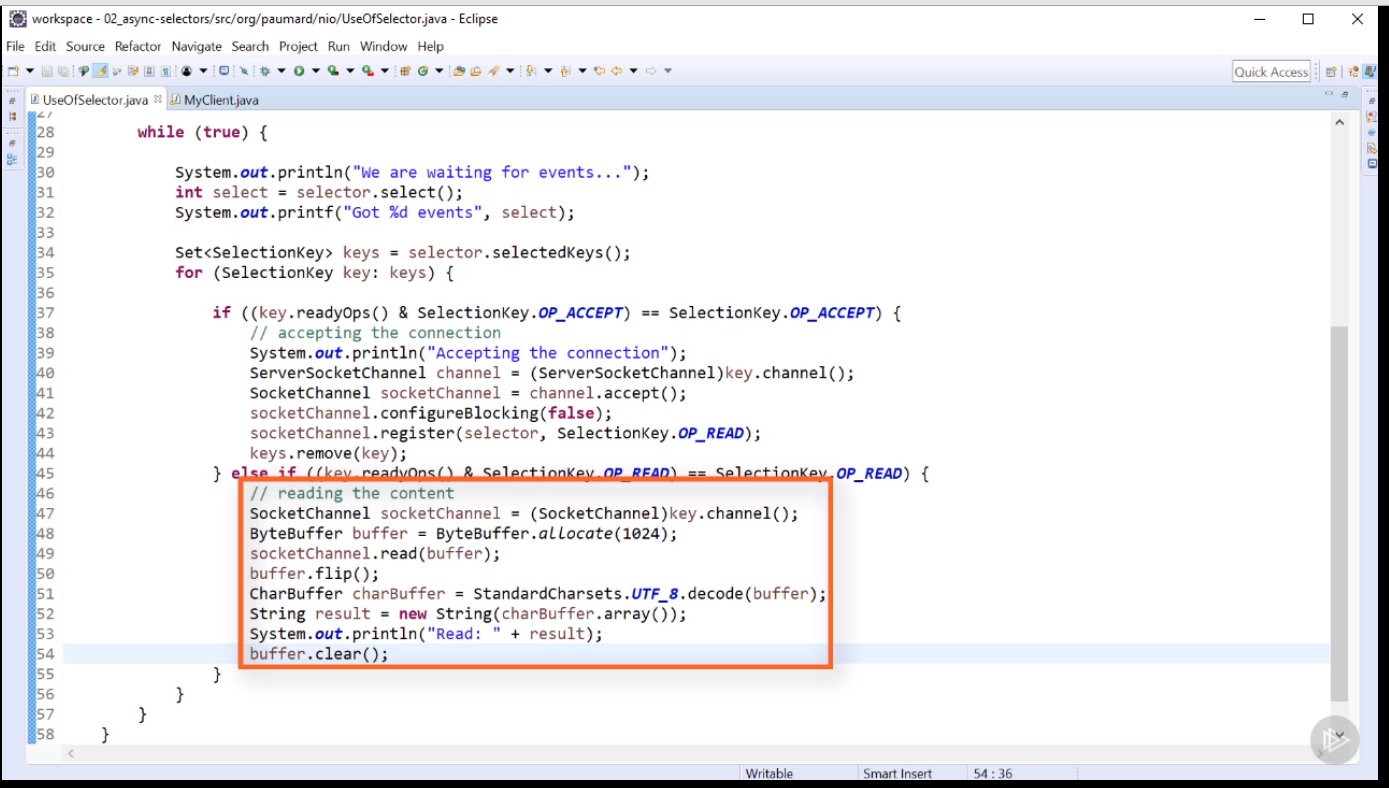 workspace - 02_async-selectors/src/org/paumard/nio/UseOfSelector.java - Eclipse
File Edit Source Refactor Navigate Search Project Run Window Help
Quick Access
UseOfSelector.java MyClient.java
27
28 while (true) {
29
30 System.out.println("We are waiting for events...");
31 int select = selector.select();
32 System.out.printf("Got %d events", select);
33
34 Set<SelectionKey> keys = selector.selectedKeys();
35 for (SelectionKey key: keys) {
36
37 if ((key.readyOps() & SelectionKey.OP_ACCEPT) == SelectionKey.OP_ACCEPT) {
38 // accepting the connection
39 System.out.println("Accepting the connection");
40 ServerSocketChannel channel = (ServerSocketChannel)key.channel();
41 SocketChannel socketChannel = channel.accept();
42 socketChannel.configureBlocking(false);
43 socketChannel.register(selector, SelectionKey.OP_READ);
44 keys.remove(key);
45 } else if ((key.readyOps() & SelectionKey.OP_READ) == SelectionKey.OP_READ) {
46 // reading the content
47 SocketChannel socketChannel = (SocketChannel)key.channel();
48 ByteBuffer buffer = ByteBuffer.allocate(1024);
49 socketChannel.read(buffer);
50 buffer.flip();
51 CharBuffer charBuffer = StandardCharsets.UTF_8.decode(buffer);
52 String result = new String(charBuffer.array());
53 System.out.println("Read: " + result);
54 buffer.clear();
55 }
56 }
57 }
58 }
Writable Smart Insert 54 : 36